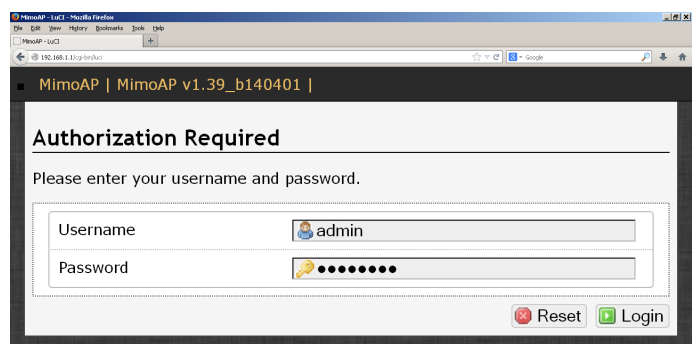 MimoAP - LuCI - Mozilla Firefox
File Edit View History Bookmarks Tools Help
MimoAP - LuCI +
192.168.1.1/cgi-bin/luci Google
MimoAP | MimoAP v1.39_b140401 |
Authorization Required
Please enter your username and password.
Username admin
Password ●●●●●●●●
Reset Login